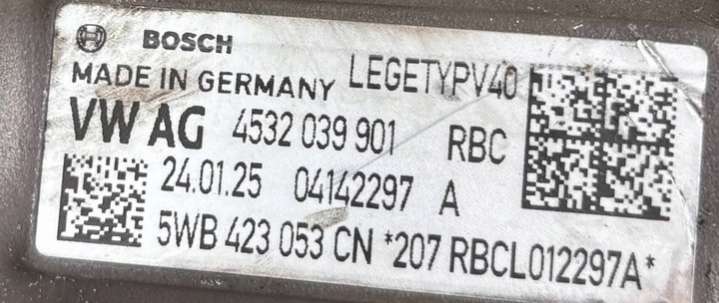 BOSCH
MADE IN GERMANY LEGETYPV40
VW AG 4532 039 901 RBC
24.01.25 04142297 A
5WB 423 053 CN *207 RBCL012297A*